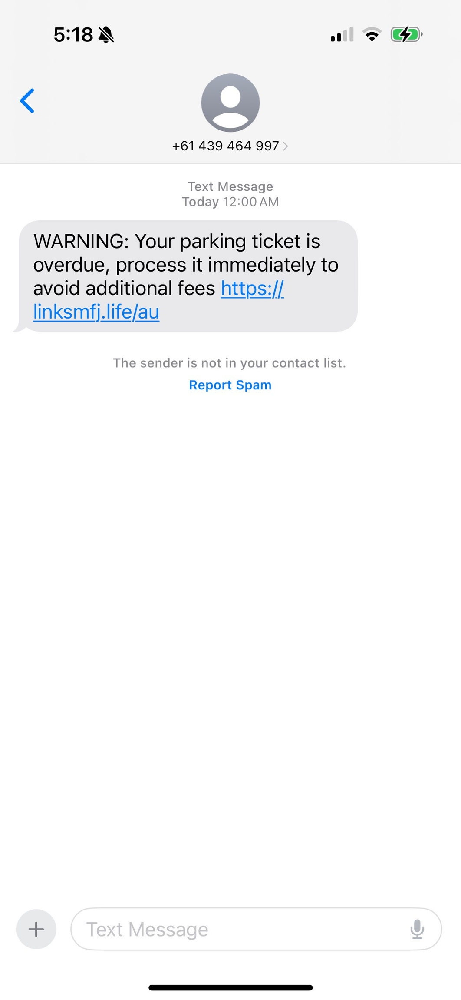 5:18
+61 439 464 997
Text Message
Today 12:00 AM
WARNING: Your parking ticket is
overdue, process it immediately to
avoid additional fees https://
linksmfj.life/au
The sender is not in your contact list.
Report Spam
Text Message